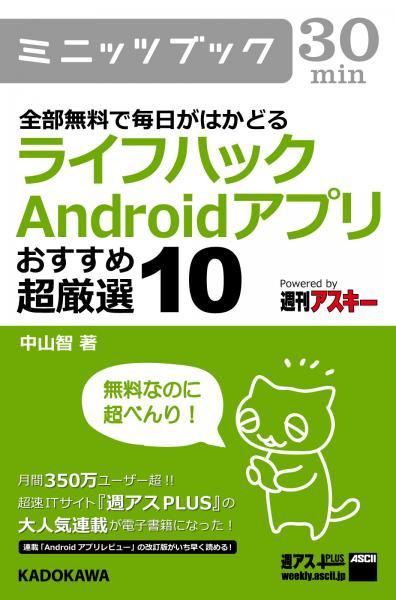 ミニッツブック
30
min
全部無料で毎日がはかどる
ライフハック
Androidアプリ
おすすめ
超厳選
10
Powered by
週刊アスキー
中山智 著
無料なのに
超べんり！
月間350万ユーザー超!!
超速ITサイト『週アスPLUS』の
大人気連載が電子書籍になった！
連載「Androidアプリレビュー」の改訂版がいち早く読める！
KADOKAWA
週アスPLUS
weekly.ascii.jp
ASCII